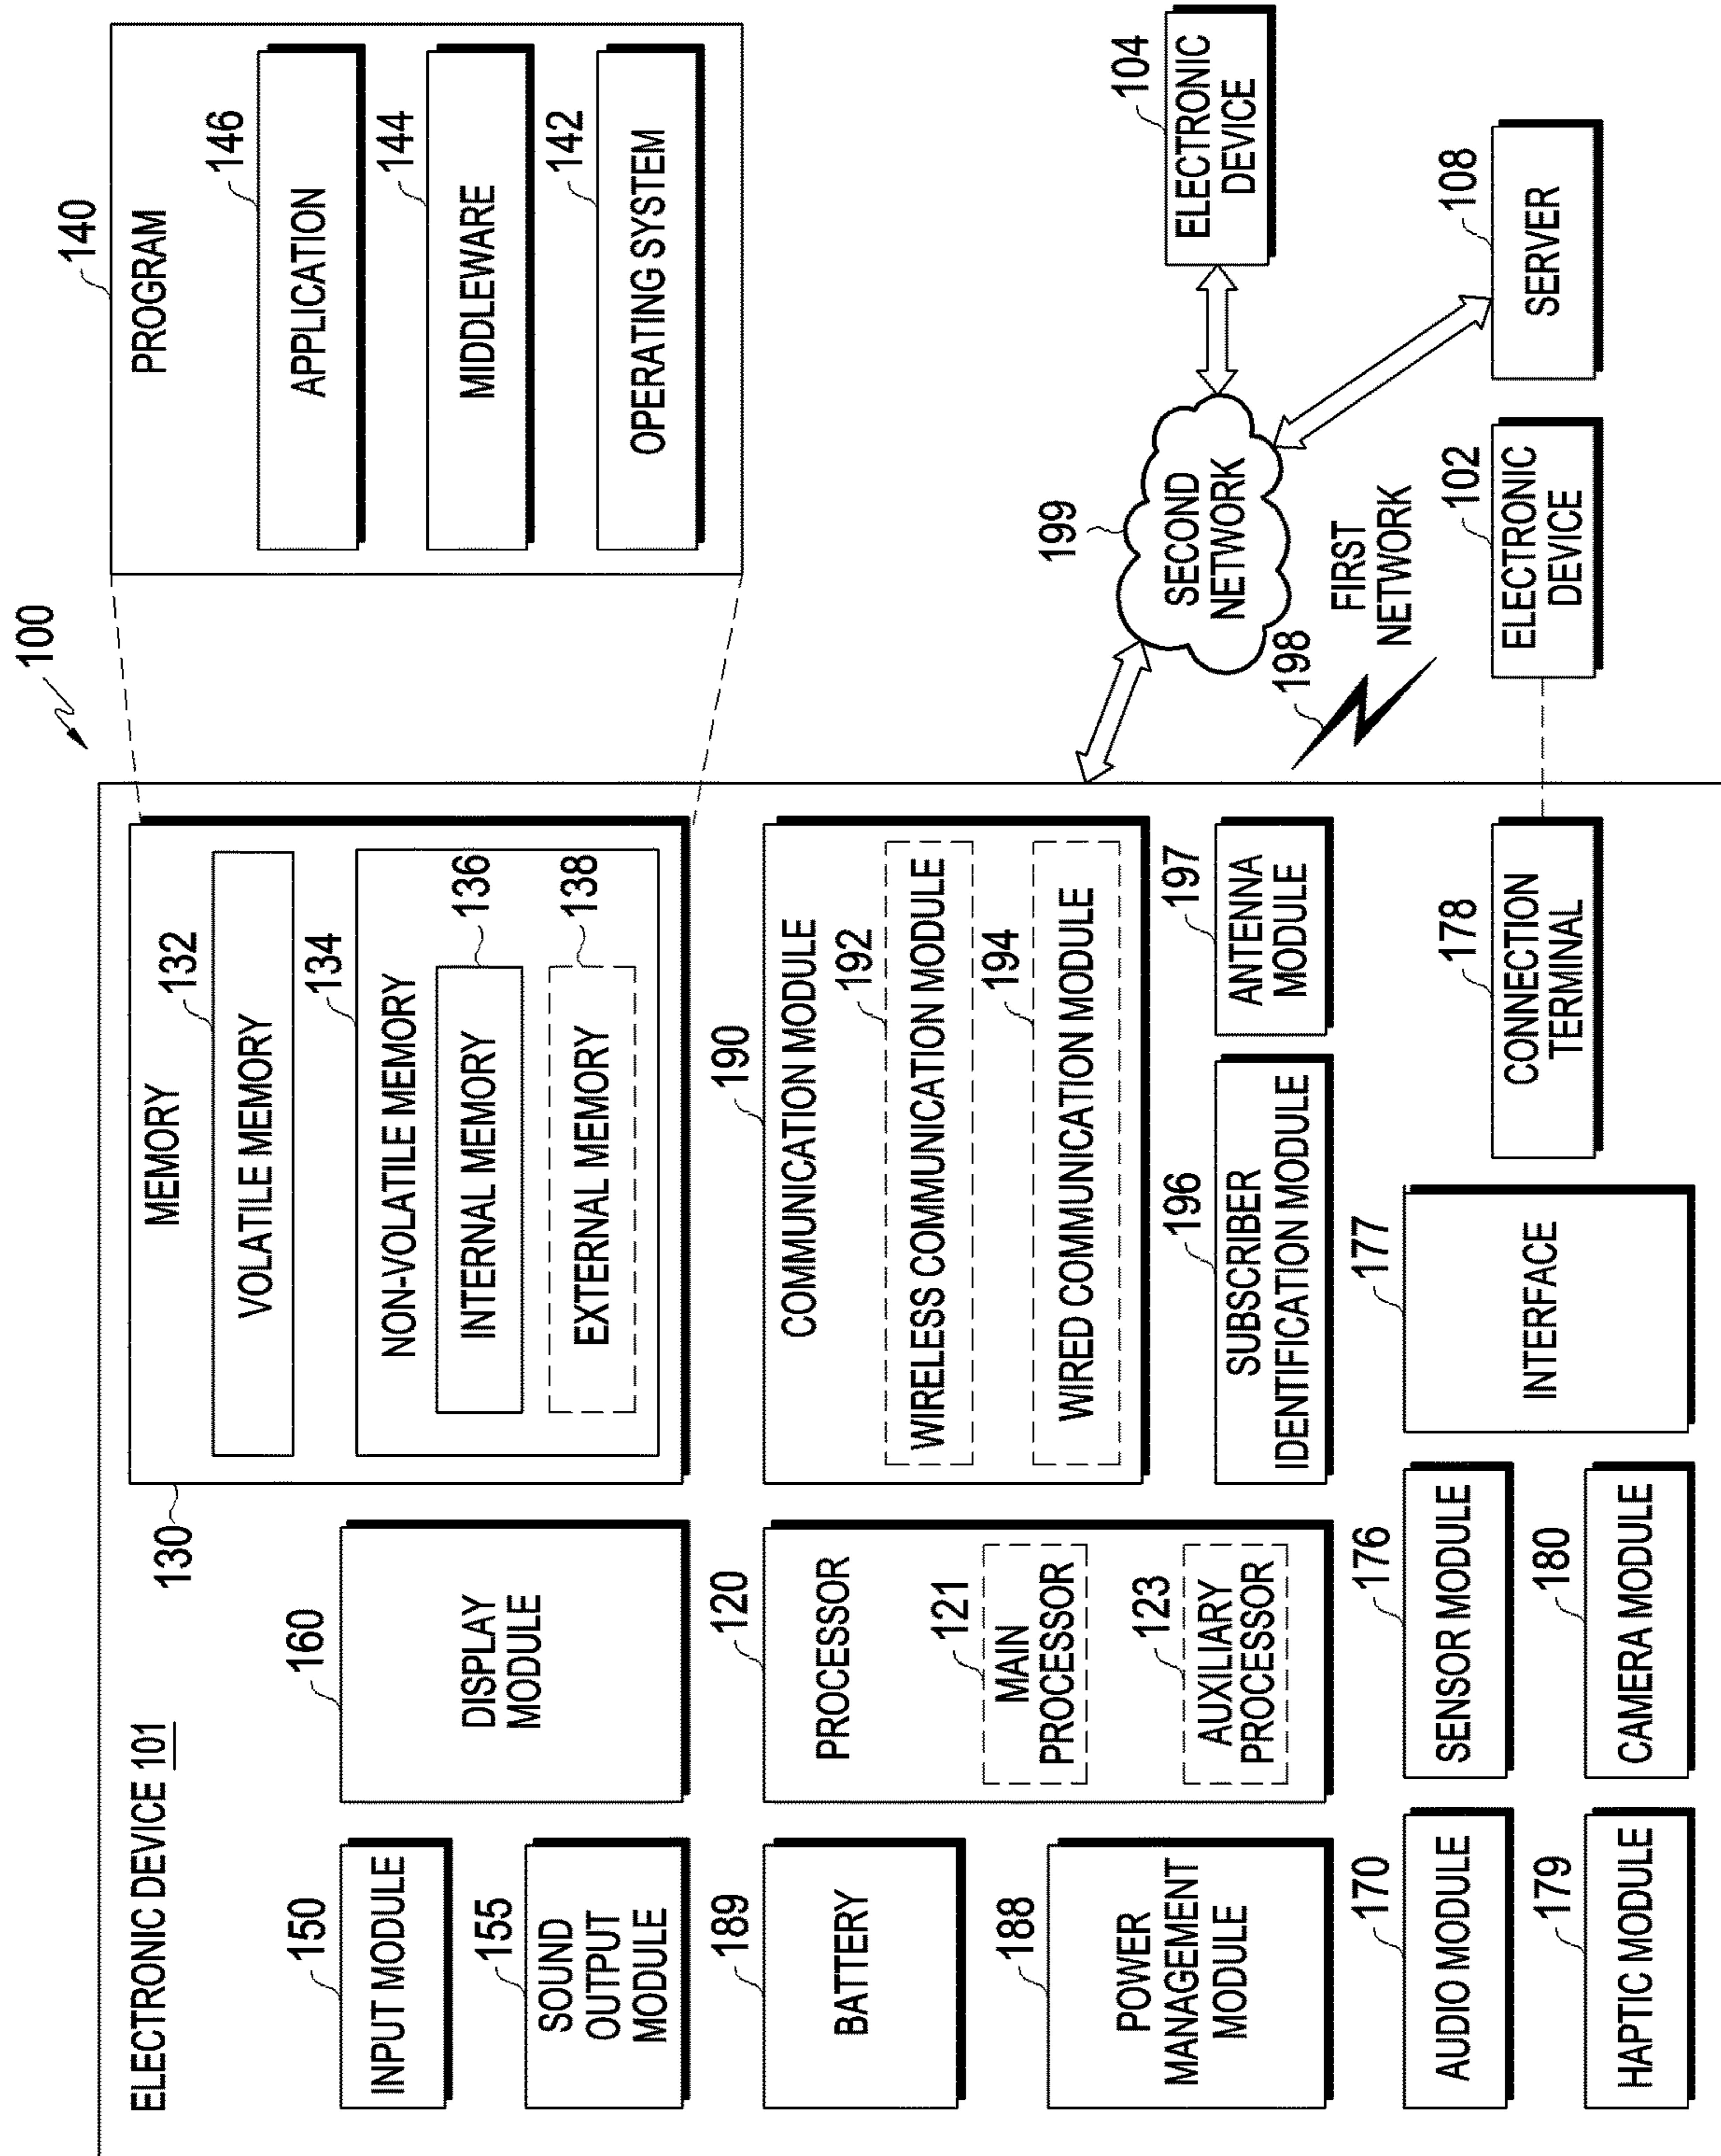 100
ELECTRONIC DEVICE 101
130
MEMORY
VOLATILE MEMORY
132
NON-VOLATILE MEMORY
134
INTERNAL MEMORY
136
EXTERNAL MEMORY
138
140
PROGRAM
146
APPLICATION
144
MIDDLEWARE
142
OPERATING SYSTEM
150
INPUT MODULE
155
SOUND
OUTPUT
MODULE
160
DISPLAY
MODULE
189
BATTERY
188
POWER
MANAGEMENT
MODULE
120
PROCESSOR
121
MAIN
PROCESSOR
123
AUXILIARY
PROCESSOR
190
COMMUNICATION MODULE
192
WIRELESS COMMUNICATION MODULE
194
WIRED COMMUNICATION MODULE
196
SUBSCRIBER
IDENTIFICATION MODULE
197
ANTENNA
MODULE
170
AUDIO MODULE
176
SENSOR MODULE
177
INTERFACE
178
CONNECTION
TERMINAL
179
HAPTIC MODULE
180
CAMERA MODULE
199
SECOND
NETWORK
198
FIRST
NETWORK
104
ELECTRONIC
DEVICE
108
SERVER
102
ELECTRONIC
DEVICE